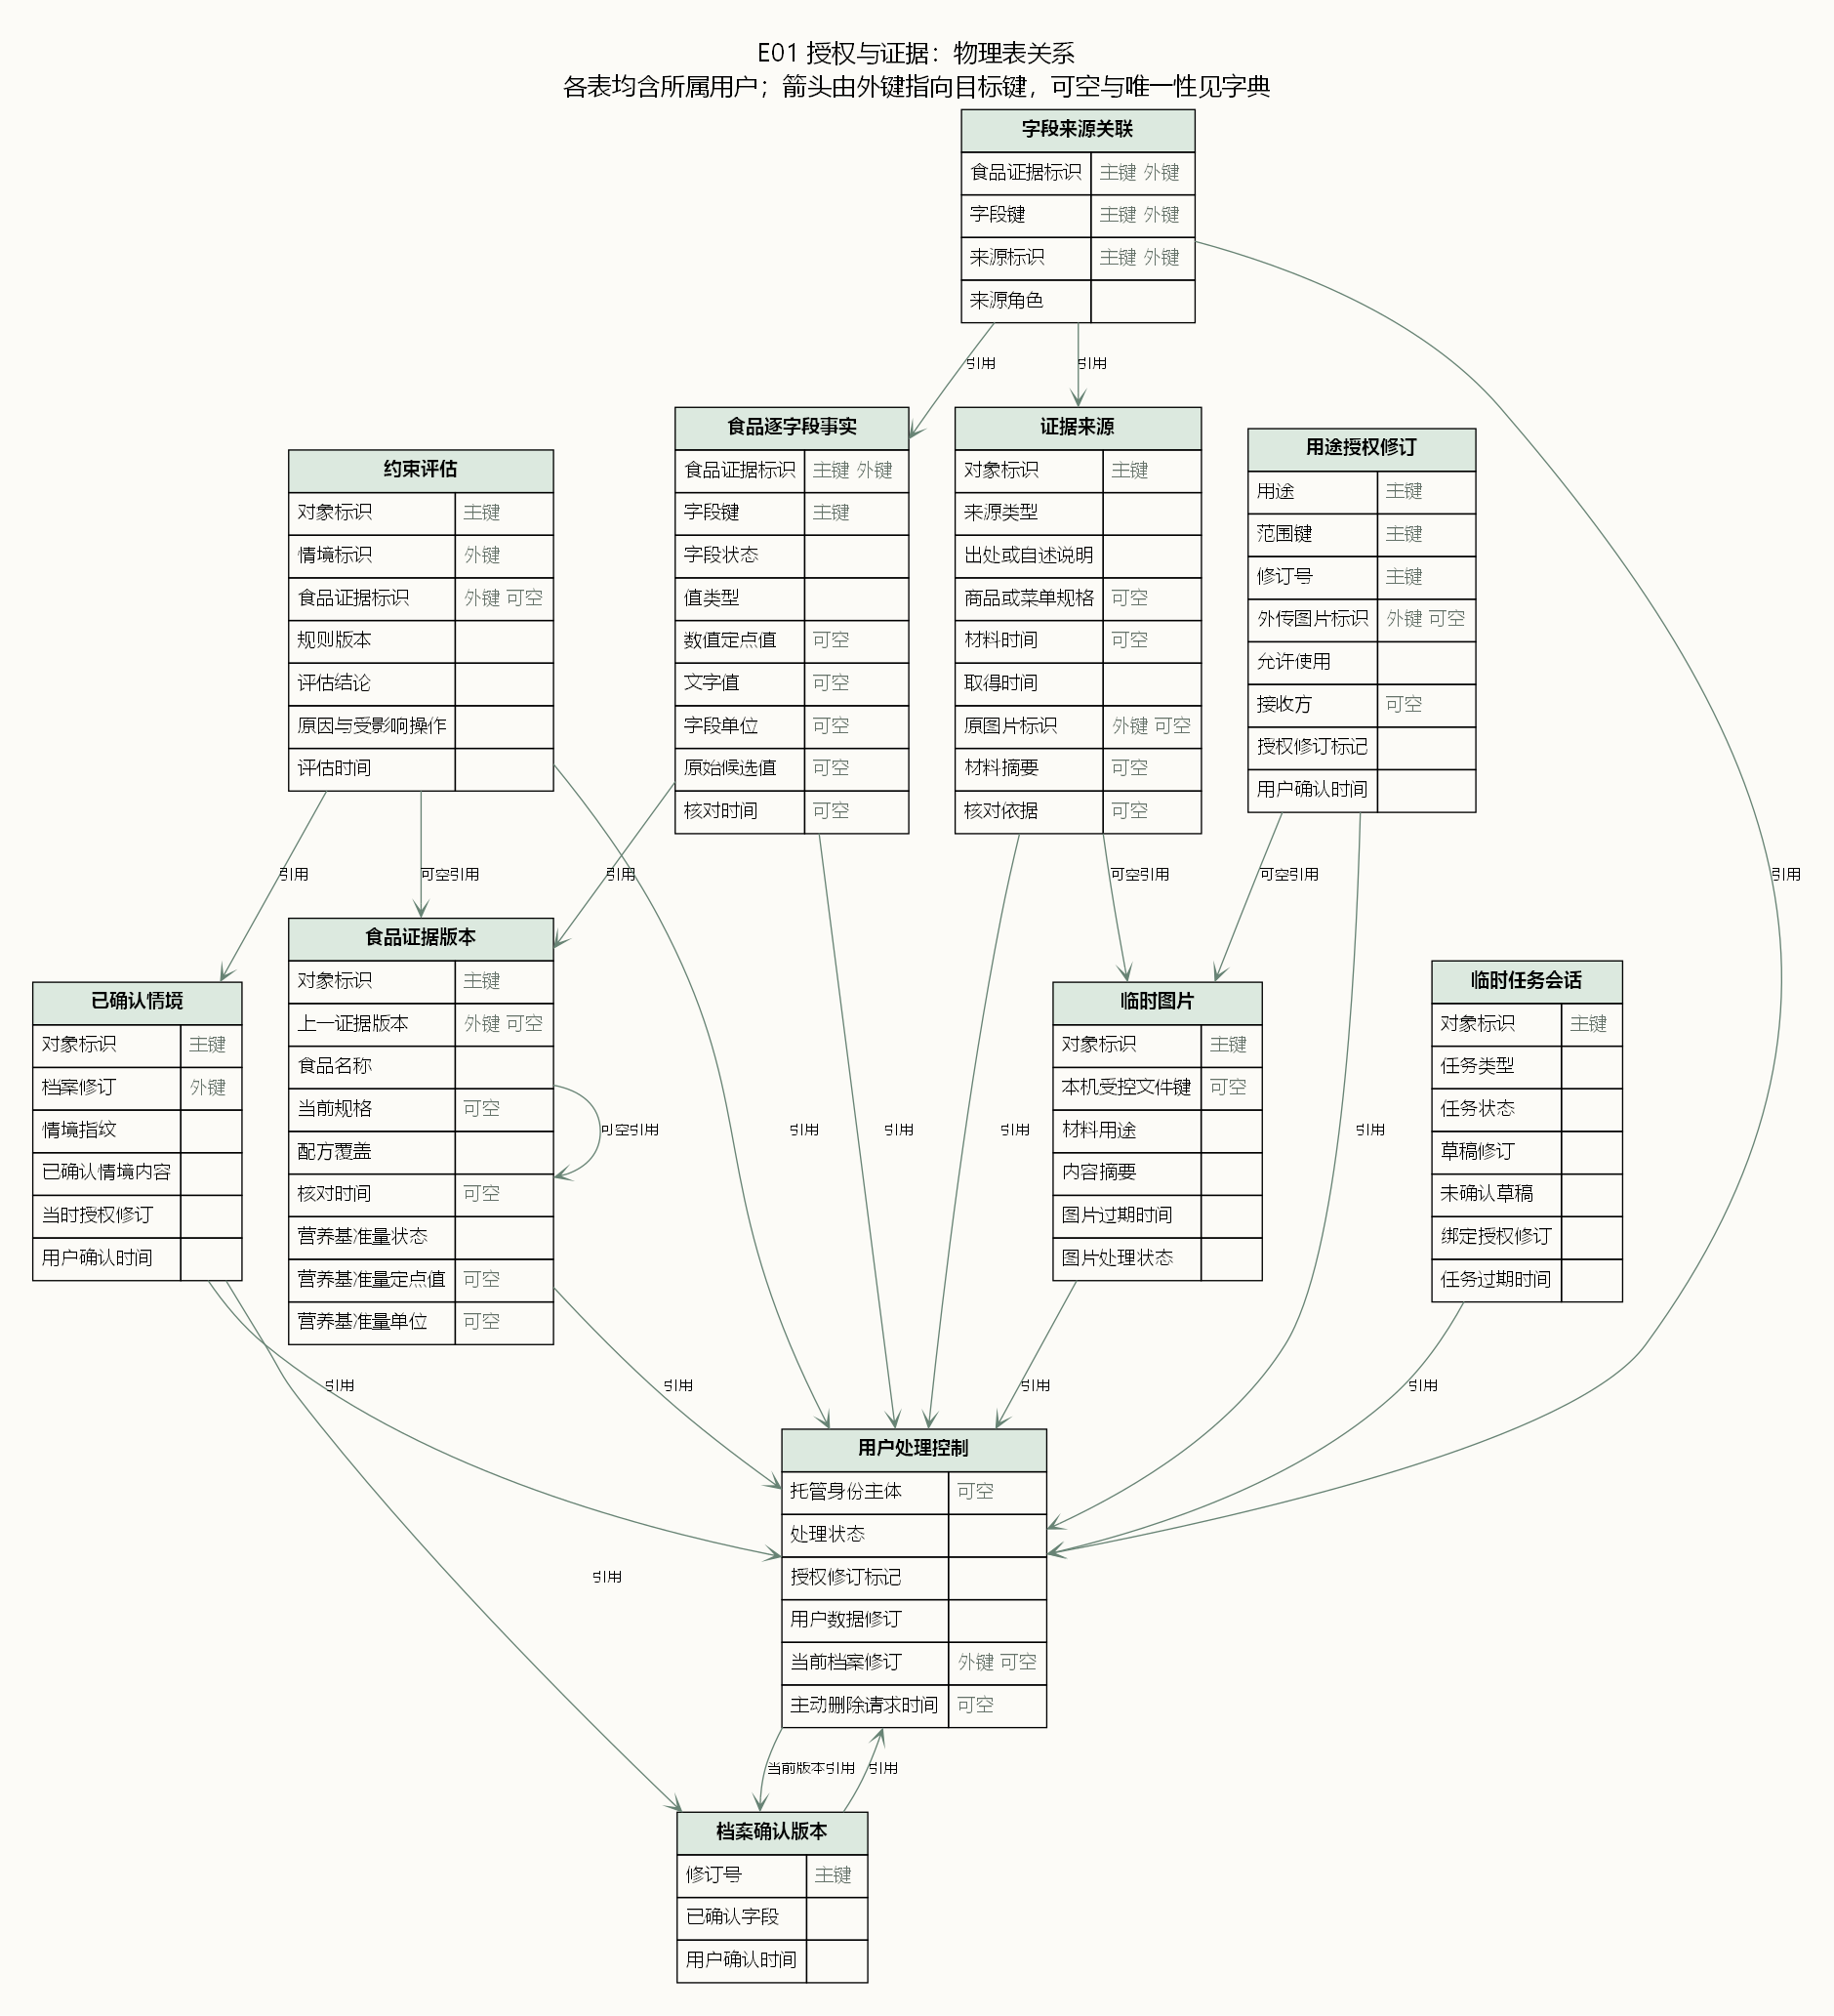 E01 授权与证据：物理表关系
各表均含所属用户；箭头由外键指向目标键，可空与唯一性见字典
字段来源关联
食品证据标识 主键 外键
字段键 主键 外键
来源标识 主键 外键
来源角色
引用
引用
食品逐字段事实
食品证据标识 主键 外键
字段键 主键
字段状态
值类型
数值定点值 可空
文字值 可空
字段单位 可空
原始候选值 可空
核对时间 可空
证据来源
对象标识 主键
来源类型
出处或自述说明
商品或菜单规格 可空
材料时间 可空
取得时间
原图片标识 外键 可空
材料摘要 可空
核对依据 可空
用途授权修订
用途 主键
范围键 主键
修订号 主键
外传图片标识 外键 可空
允许使用
接收方 可空
授权修订标记
用户确认时间
约束评估
对象标识 主键
情境标识 外键
食品证据标识 外键 可空
规则版本
评估结论
原因与受影响操作
评估时间
引用
可空引用
引用
可空引用
可空引用
引用
食品证据版本
对象标识 主键
上一证据版本 外键 可空
食品名称
当前规格 可空
配方覆盖
核对时间 可空
营养基准量状态
营养基准量定点值 可空
营养基准量单位 可空
可空引用
已确认情境
对象标识 主键
档案修订 外键
情境指纹
已确认情境内容
当时授权修订
用户确认时间
临时图片
对象标识 主键
本机受控文件键 可空
材料用途
内容摘要
图片过期时间
图片处理状态
临时任务会话
对象标识 主键
任务类型
任务状态
草稿修订
未确认草稿
绑定授权修订
任务过期时间
引用
引用
引用
引用
引用
引用
引用
引用
用户处理控制
托管身份主体 可空
处理状态
授权修订标记
用户数据修订
当前档案修订 外键 可空
主动删除请求时间 可空
引用
当前版本引用
引用
档案确认版本
修订号 主键
已确认字段
用户确认时间